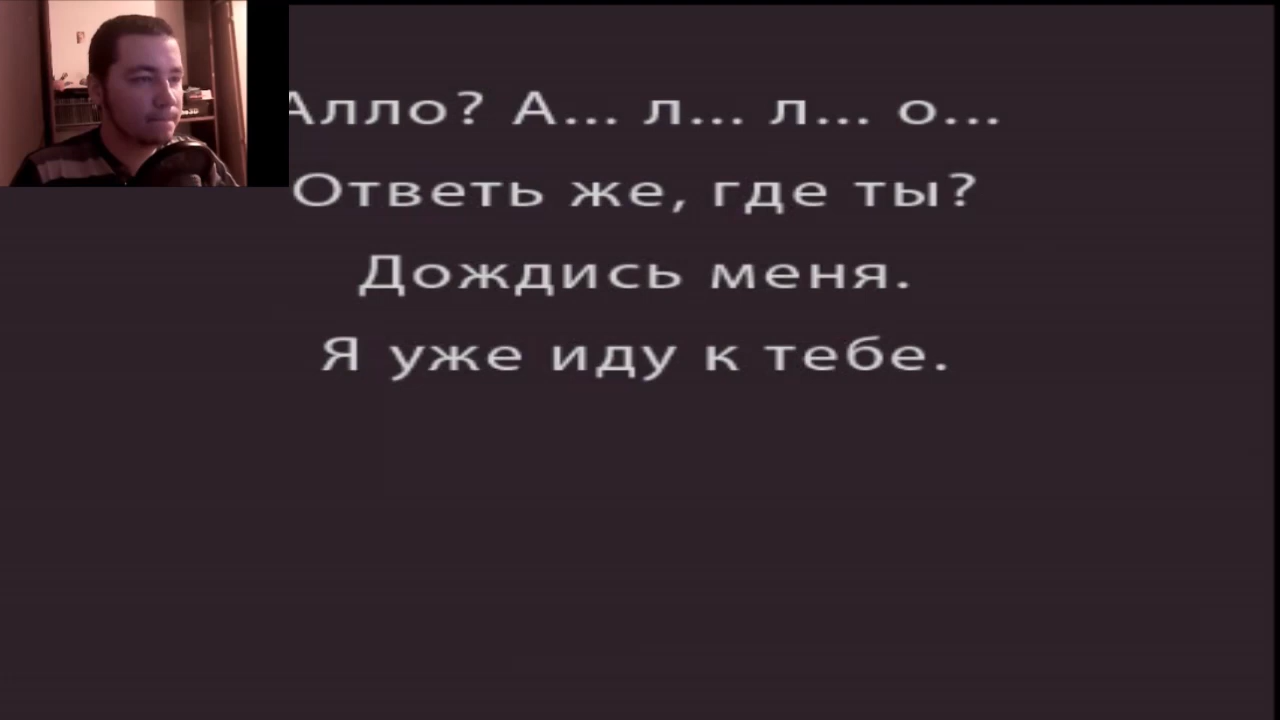 Алло? А... л... л... о...
Ответь же, где ты?
Дождись меня.
Я уже иду к тебе.